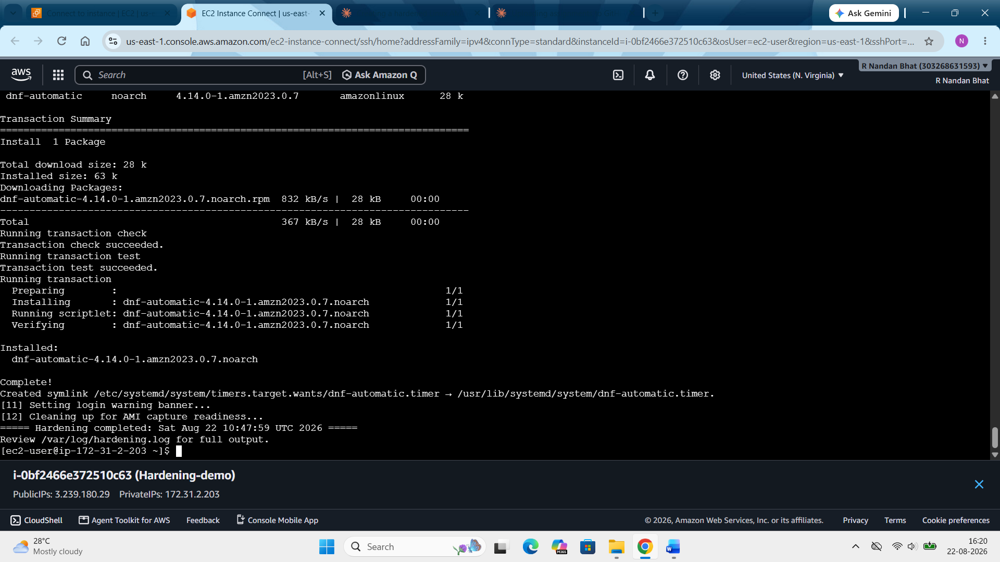 Connect to instance | EC2 | us-
EC2 Instance Connect | us-east-
Ask Gemini
us-east-1.console.aws.amazon.com/ec2-instance-connect/ssh/home?addressFamily=ipv4&connType=standard&instanceId=i-0bf2466e372510c63&osUser=ec2-user&region=us-east-1&sshPort=...
N
aws
Search
[Alt+S]
Ask Amazon Q
United States (N. Virginia)
R Nandan Bhat (303268631593)
R Nandan Bhat
dnf-automatic noarch 4.14.0-1.amzn2023.0.7 amazonlinux 28 k
Transaction Summary
================================================================================
Install 1 Package
Total download size: 28 k
Installed size: 63 k
Downloading Packages:
dnf-automatic-4.14.0-1.amzn2023.0.7.noarch.rpm 832 kB/s | 28 kB 00:00
--------------------------------------------------------------------------------
Total 367 kB/s | 28 kB 00:00
Running transaction check
Transaction check succeeded.
Running transaction test
Transaction test succeeded.
Running transaction
Preparing : 1/1
Installing : dnf-automatic-4.14.0-1.amzn2023.0.7.noarch 1/1
Running scriptlet: dnf-automatic-4.14.0-1.amzn2023.0.7.noarch 1/1
Verifying : dnf-automatic-4.14.0-1.amzn2023.0.7.noarch 1/1
Installed:
dnf-automatic-4.14.0-1.amzn2023.0.7.noarch
Complete!
Created symlink /etc/systemd/system/timers.target.wants/dnf-automatic.timer → /usr/lib/systemd/system/dnf-automatic.timer.
[11] Setting login warning banner...
[12] Cleaning up for AMI capture readiness...
===== Hardening completed: Sat Aug 22 10:47:59 UTC 2026 =====
Review /var/log/hardening.log for full output.
[ec2-user@ip-172-31-2-203 ~]$
i-0bf2466e372510c63 (Hardening-demo)
PublicIPs: 3.239.180.29 PrivateIPs: 172.31.2.203
CloudShell
Agent Toolkit for AWS
Feedback
Console Mobile App
© 2026, Amazon Web Services, Inc. or its affiliates.
Privacy
Terms
Cookie preferences
28°C
Mostly cloudy
Search
M365
16:20
22-08-2026